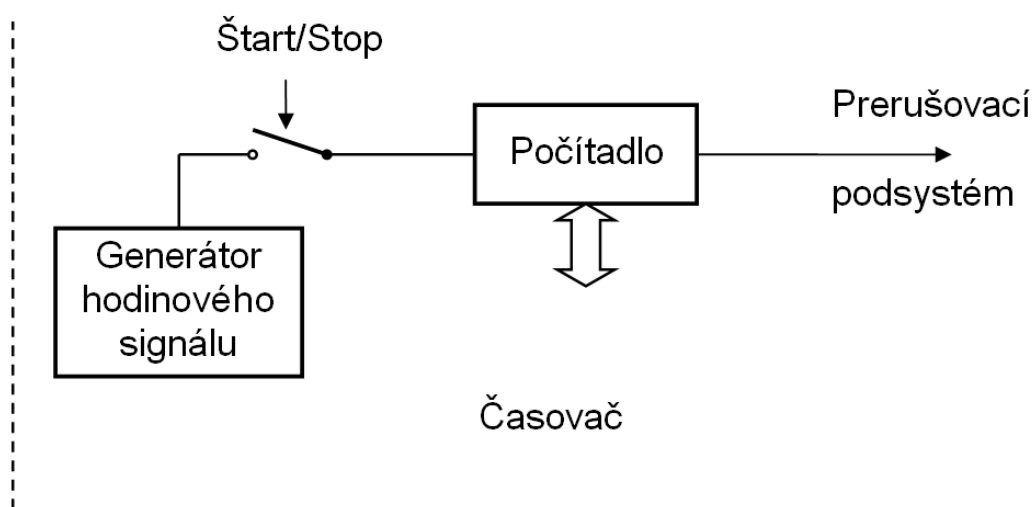 Štart/Stop
Počítadlo
Prerušovací
podsystém
Generátor
hodinového
signálu
Časovač